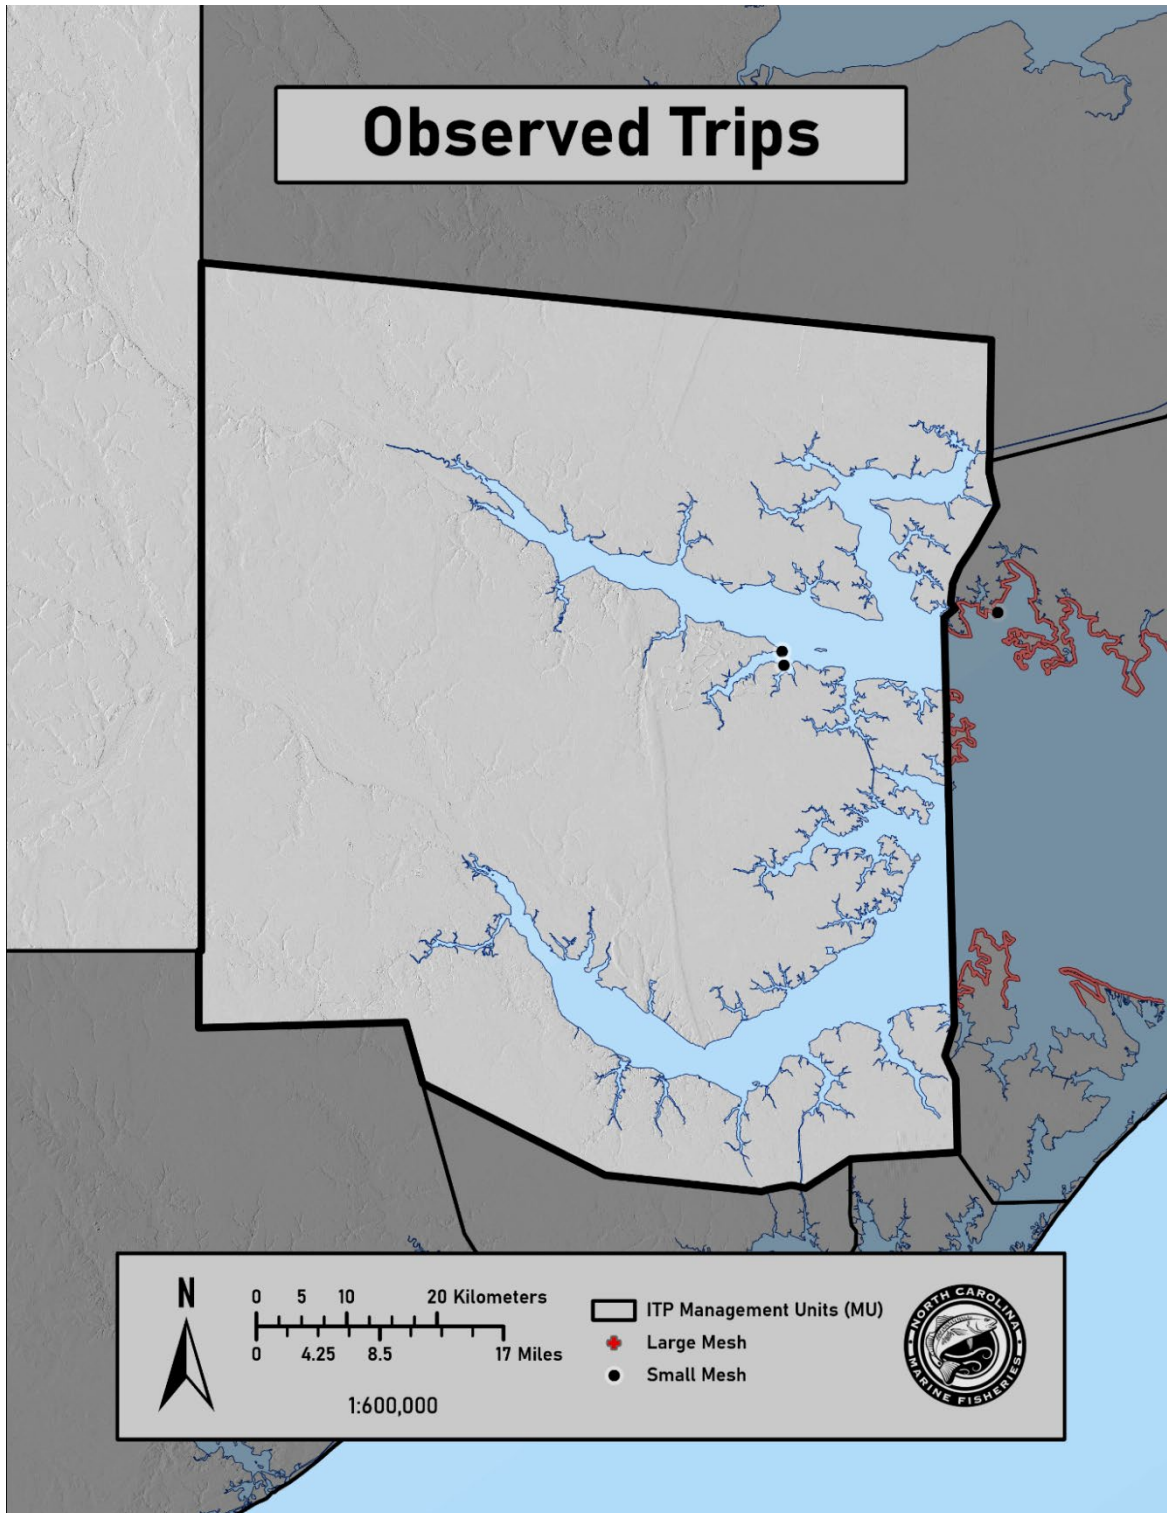 Observed Trips
N
0 5 10 20 Kilometers
0 4.25 8.5 17 Miles
1:600,000
ITP Management Units (MU)
Large Mesh
Small Mesh
NORTH CAROLINA
MARINE FISHERIES